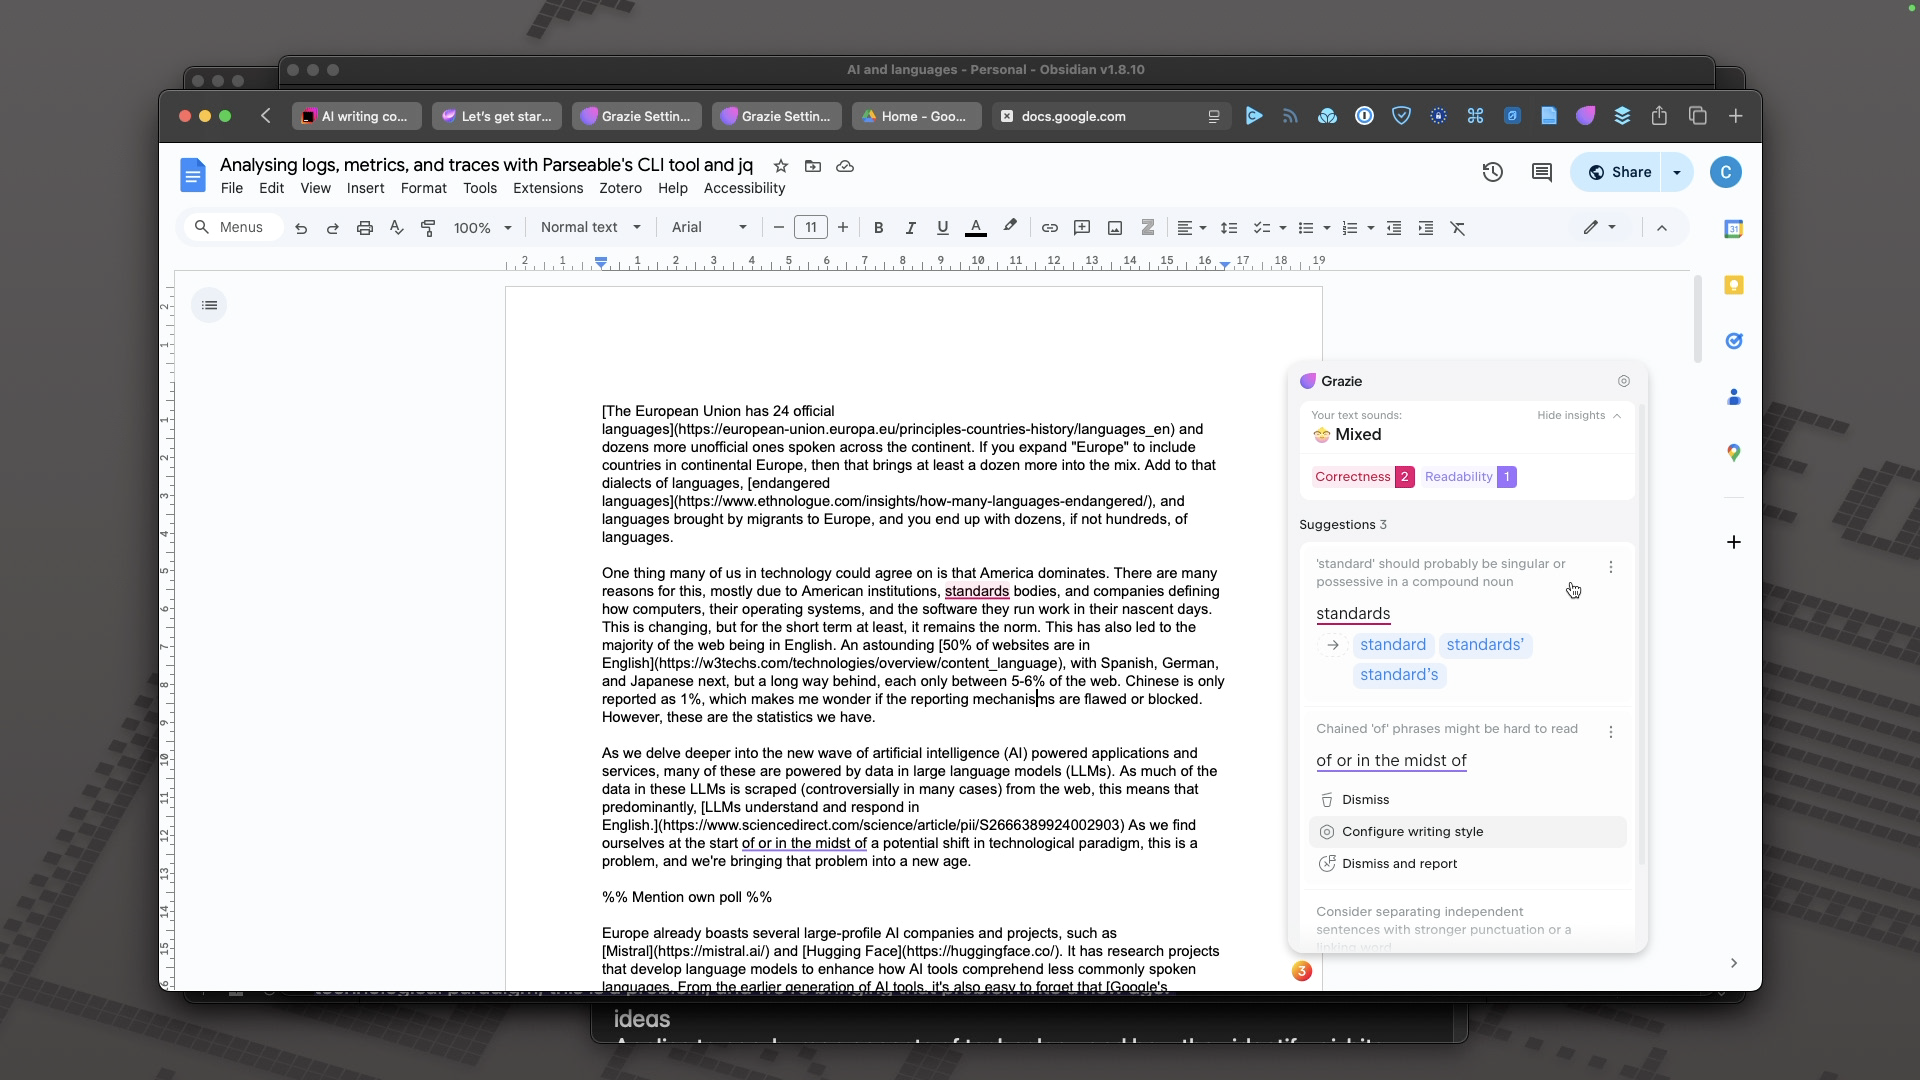 AI and languages - Personal - Obsidian v1.8.10
AI writing co...
Let's get star...
Grazie Settin...
Grazie Settin...
Home - Goo...
docs.google.com
Analysing logs, metrics, and traces with Parseable's CLI tool and jq
File Edit View Insert Format Tools Extensions Zotero Help Accessibility
Share
C
Menus
100%
Normal text
Arial
11
2 1 1 2 3 4 5 6 7 8 9 10 11 12 13 14 15 16 17 18 19
[The European Union has 24 official
languages](https://european-union.europa.eu/principles-countries-history/languages_en) and
dozens more unofficial ones spoken across the continent. If you expand "Europe" to include
countries in continental Europe, then that brings at least a dozen more into the mix. Add to that
dialects of languages, [endangered
languages](https://www.ethnologue.com/insights/how-many-languages-endangered/), and
languages brought by migrants to Europe, and you end up with dozens, if not hundreds, of
languages.
One thing many of us in technology could agree on is that America dominates. There are many
reasons for this, mostly due to American institutions, standards bodies, and companies defining
how computers, their operating systems, and the software they run work in their nascent days.
This is changing, but for the short term at least, it remains the norm. This has also led to the
majority of the web being in English. An astounding [50% of websites are in
English](https://w3techs.com/technologies/overview/content_language), with Spanish, German,
and Japanese next, but a long way behind, each only between 5-6% of the web. Chinese is only
reported as 1%, which makes me wonder if the reporting mechanisms are flawed or blocked.
However, these are the statistics we have.
As we delve deeper into the new wave of artificial intelligence (AI) powered applications and
services, many of these are powered by data in large language models (LLMs). As much of the
data in these LLMs is scraped (controversially in many cases) from the web, this means that
predominantly, [LLMs understand and respond in
English.](https://www.sciencedirect.com/science/article/pii/S2666389924002903) As we find
ourselves at the start of or in the midst of a potential shift in technological paradigm, this is a
problem, and we're bringing that problem into a new age.
%% Mention own poll %%
Europe already boasts several large-profile AI companies and projects, such as
[Mistral](https://mistral.ai/) and [Hugging Face](https://huggingface.co/). It has research projects
that develop language models to enhance how AI tools comprehend less commonly spoken
languages. From the earlier generation of AI tools, it's also easy to forget that [Google's
Grazie
Your text sounds:
Hide insights
Mixed
Correctness 2 Readability 1
Suggestions 3
'standard' should probably be singular or
possessive in a compound noun
standards
standard standards'
standard's
Chained 'of' phrases might be hard to read
of or in the midst of
Dismiss
Configure writing style
Dismiss and report
Consider separating independent
sentences with stronger punctuation or a
linking word
3
ideas